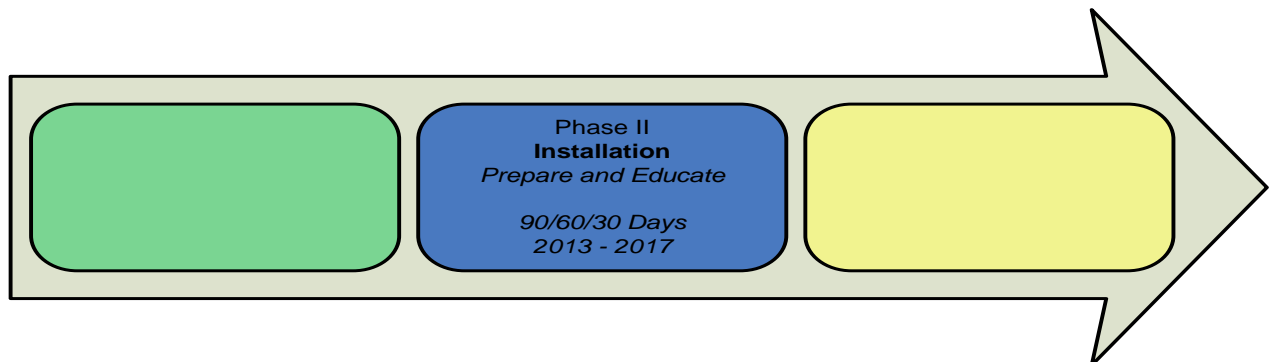 Phase II
Installation
Prepare and Educate
90/60/30 Days
2013 - 2017